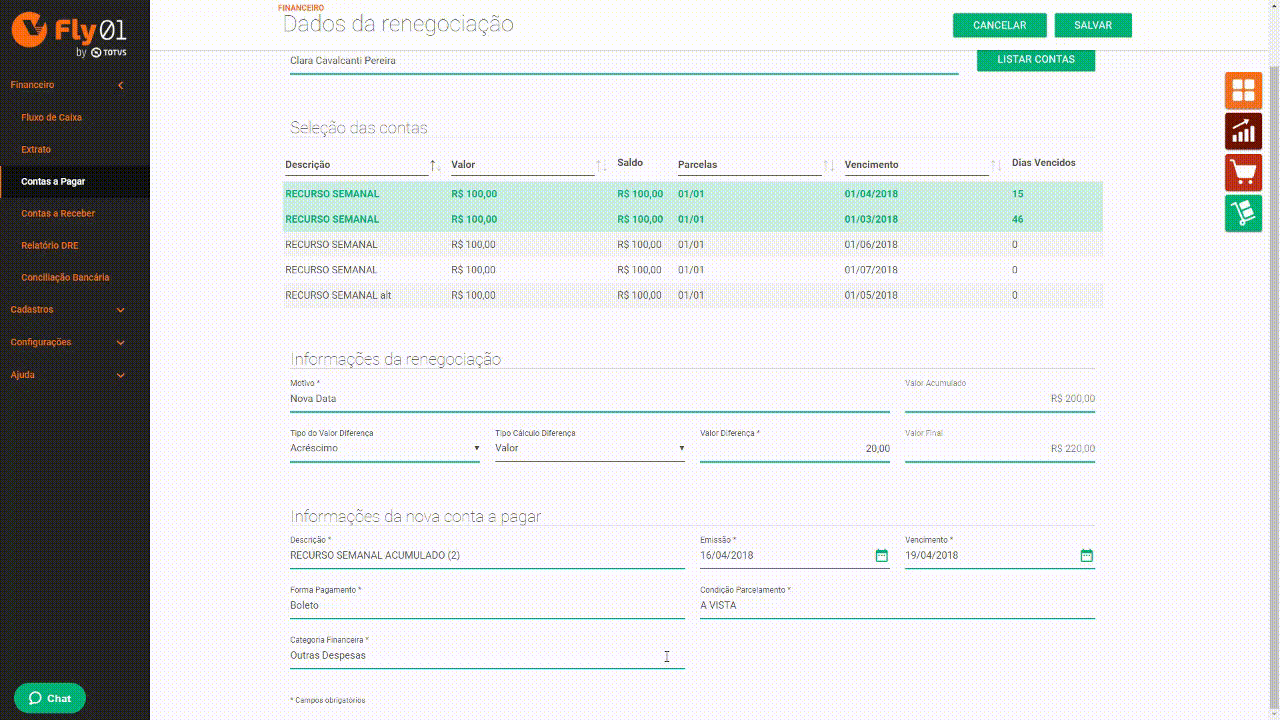 Fly01
by TOTVS
Financeiro
Fluxo de Caixa
Extrato
Contas a Pagar
Contas a Receber
Relatório DRE
Conciliação Bancária
Cadastros
Configurações
Ajuda
Chat
FINANCEIRO
Dados da renegociação
CANCELAR SALVAR
Clara Cavalcanti Pereira
LISTAR CONTAS
Seleção das contas
Descrição Valor Saldo Parcelas Vencimento Dias Vencidos
RECURSO SEMANAL R$ 100,00 R$ 100,00 01/01 01/04/2018 15
RECURSO SEMANAL R$ 100,00 R$ 100,00 01/01 01/03/2018 46
RECURSO SEMANAL R$ 100,00 R$ 100,00 01/01 01/06/2018 0
RECURSO SEMANAL R$ 100,00 R$ 100,00 01/01 01/07/2018 0
RECURSO SEMANAL alt R$ 100,00 R$ 100,00 01/01 01/05/2018 0
Informações da renegociação
Motivo * Valor Acumulado
Nova Data R$ 200,00
Tipo do Valor Diferença Tipo Cálculo Diferença Valor Diferença * Valor Final
Acréscimo Valor 20,00 R$ 220,00
Informações da nova conta a pagar
Descrição * Emissão * Vencimento *
RECURSO SEMANAL ACUMULADO (2) 16/04/2018 19/04/2018
Forma Pagamento * Condição Parcelamento *
Boleto A VISTA
Categoria Financeira *
Outras Despesas
* Campos obrigatórios